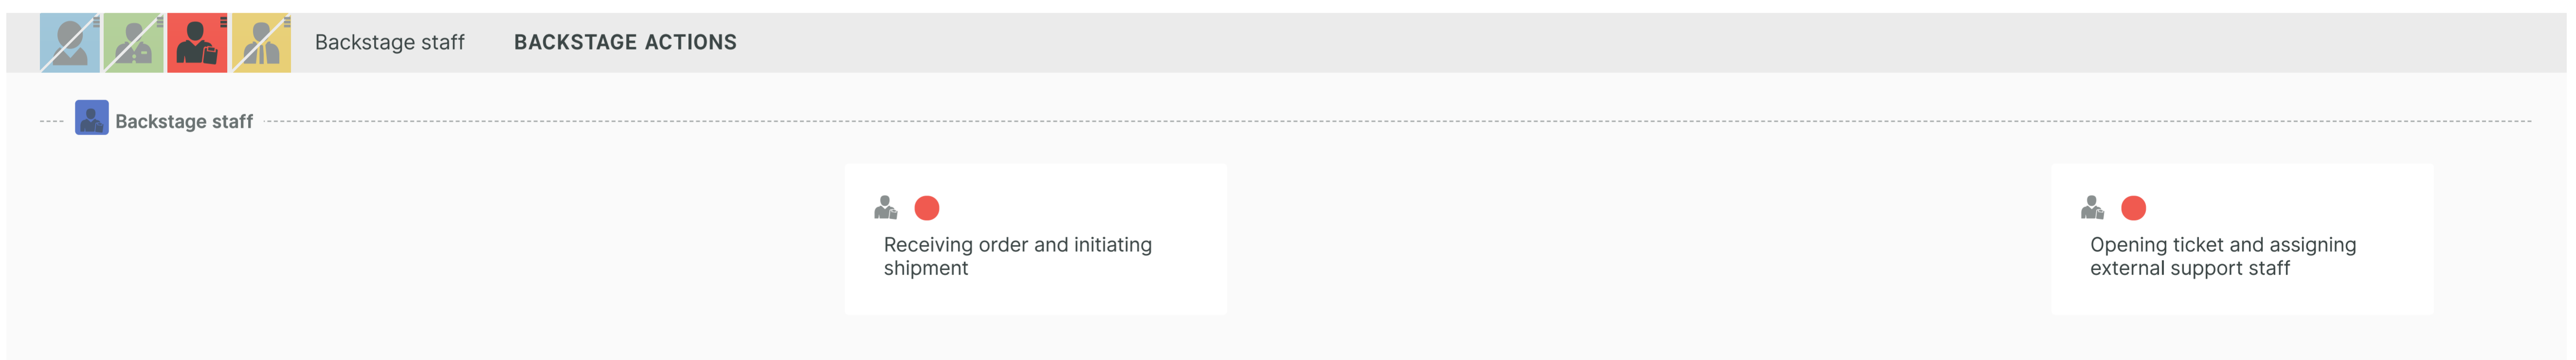 Backstage staff BACKSTAGE ACTIONS
Backstage staff
Receiving order and initiating
shipment
Opening ticket and assigning
external support staff